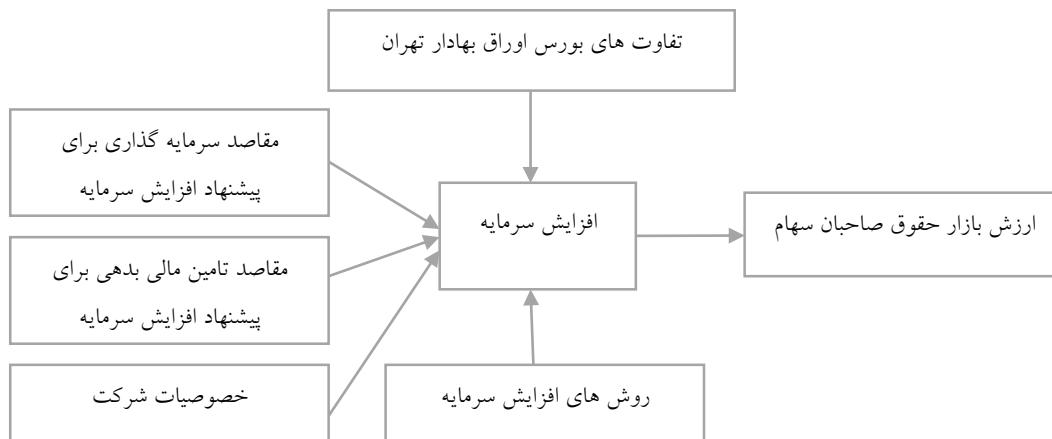 تفاوت های بورس اوراق بهادار تهران
مقاصد سرمایه گذاری برای
پیشنهاد افزایش سرمایه
افزایش سرمایه
ارزش بازار حقوق صاحبان سهام
مقاصد تامین مالی بدهی برای
پیشنهاد افزایش سرمایه
روش های افزایش سرمایه
خصوصیات شرکت